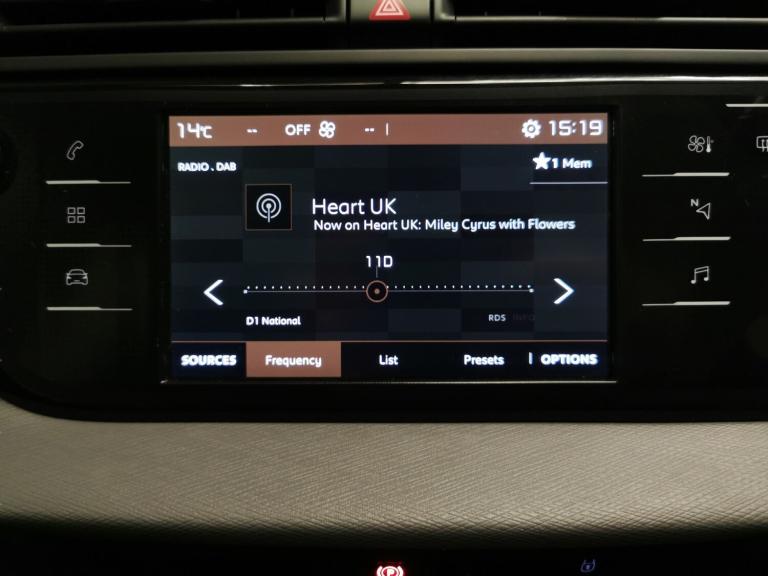 14°C -- OFF -- | 15:19
RADIO . DAB
1 Mem
Heart UK
Now on Heart UK: Miley Cyrus with Flowers
11D
D1 National
RDS INFO
SOURCES Frequency List Presets OPTIONS
N
P